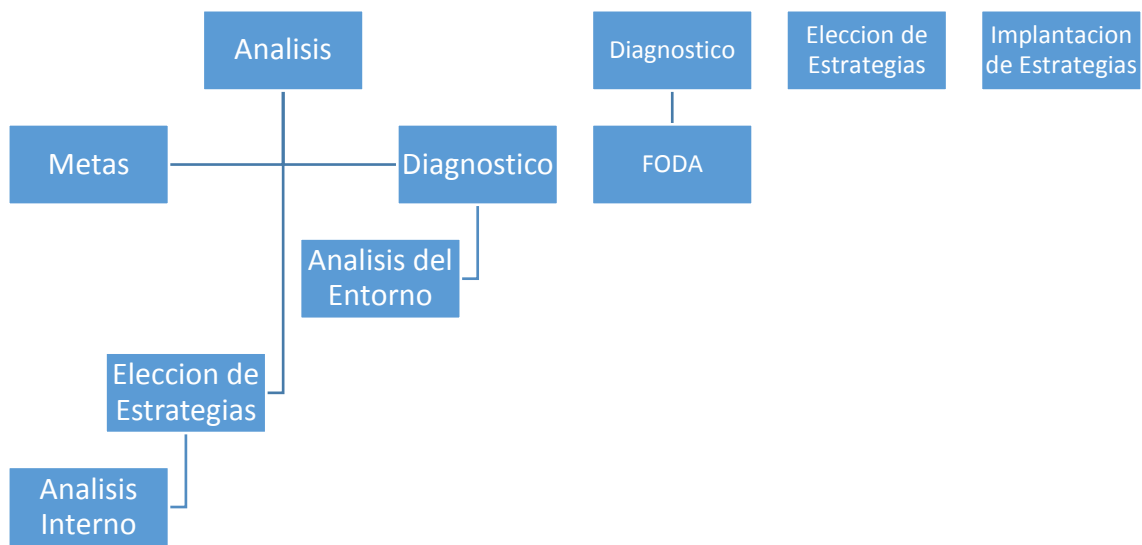 Analisis
Diagnostico
Eleccion de
Estrategias
Implantacion
de Estrategias
Metas
Diagnostico
FODA
Analisis del
Entorno
Eleccion de
Estrategias
Analisis
Interno